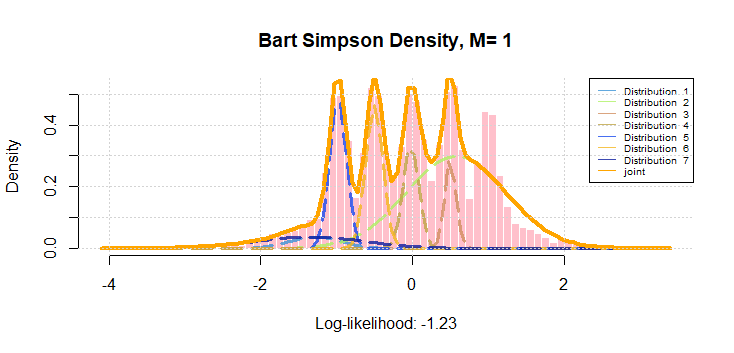 Bart Simpson Density, M= 1
Density
0.0
0.2
0.4
-4
-2
0
2
Log-likelihood: -1.23
Distribution 1
Distribution 2
Distribution 3
Distribution 4
Distribution 5
Distribution 6
Distribution 7
joint